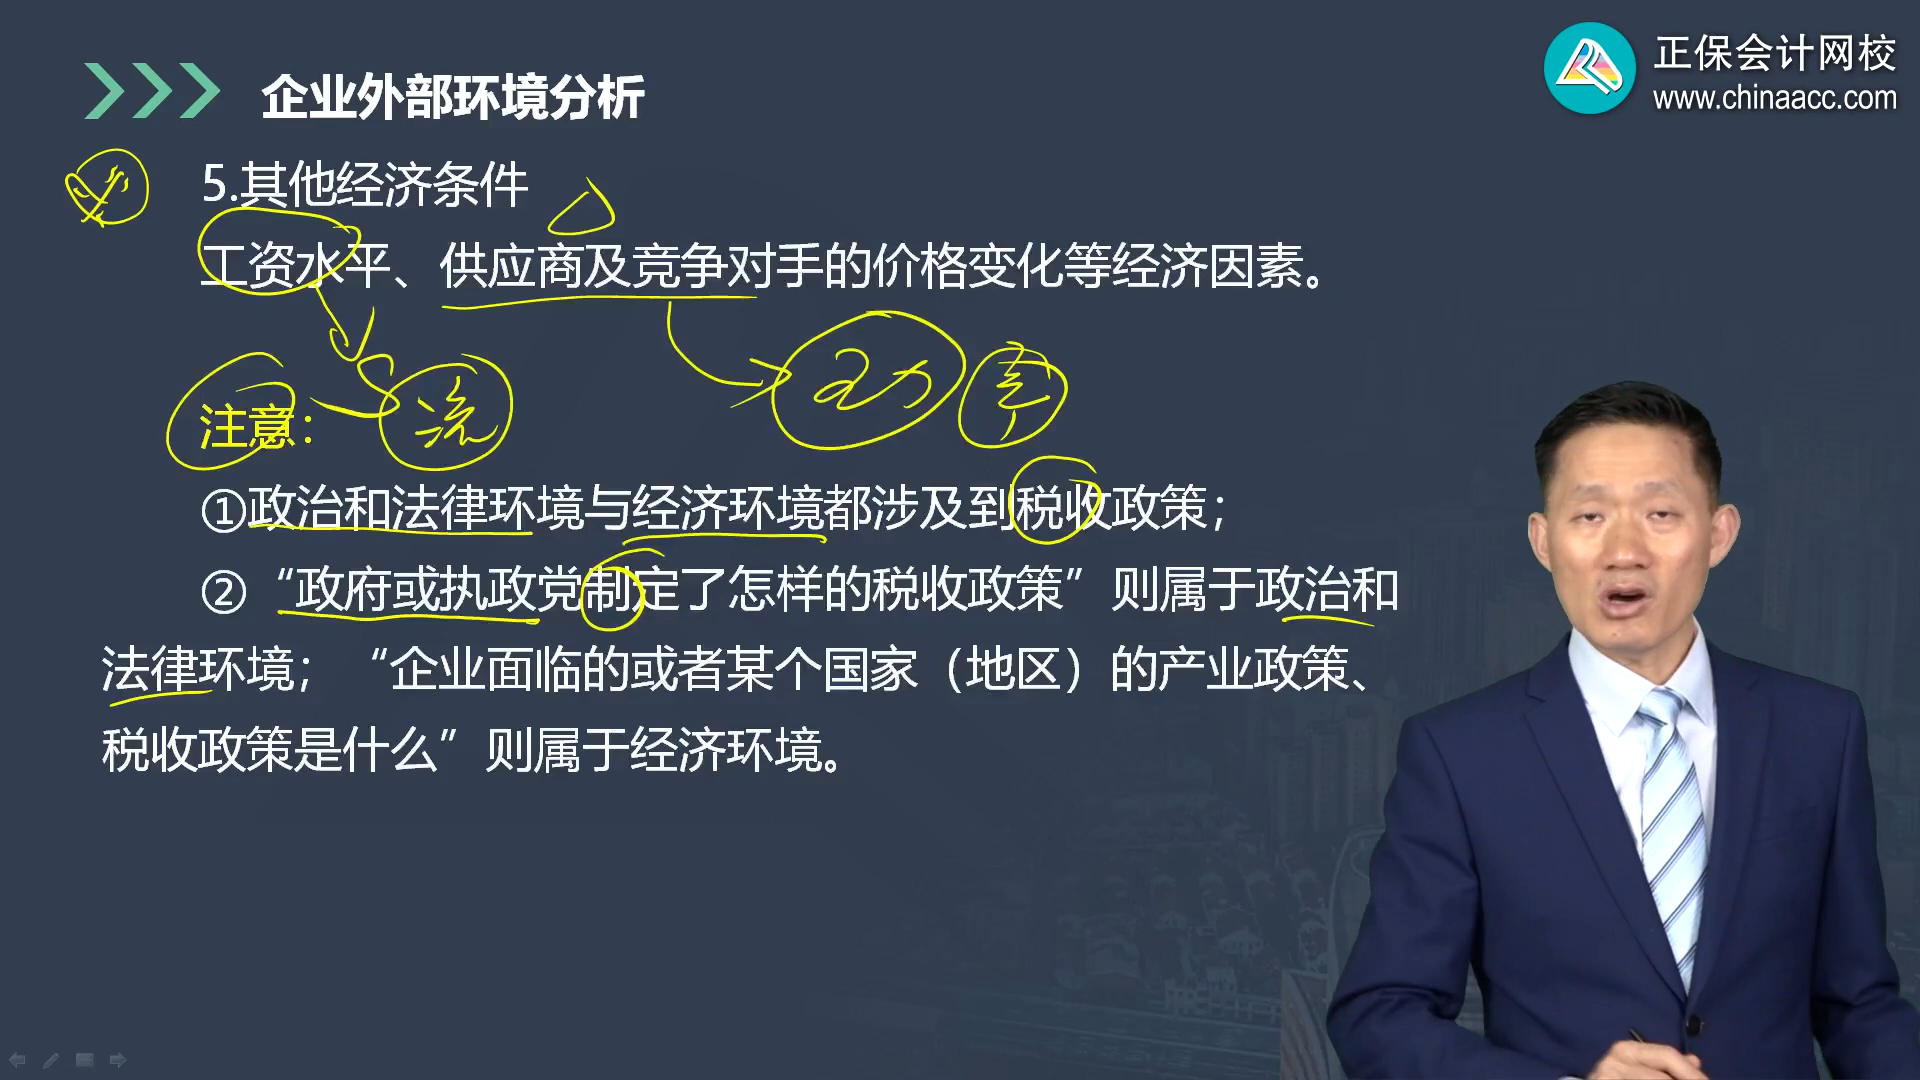 正保会计网校
www.chinaacc.com
企业外部环境分析
5.其他经济条件
工资水平、供应商及竞争对手的价格变化等经济因素。
注意：
①政治和法律环境与经济环境都涉及到税收政策；
②“政府或执政党制定了怎样的税收政策”则属于政治和
法律环境；“企业面临的或者某个国家（地区）的产业政策、
税收政策是什么”则属于经济环境。